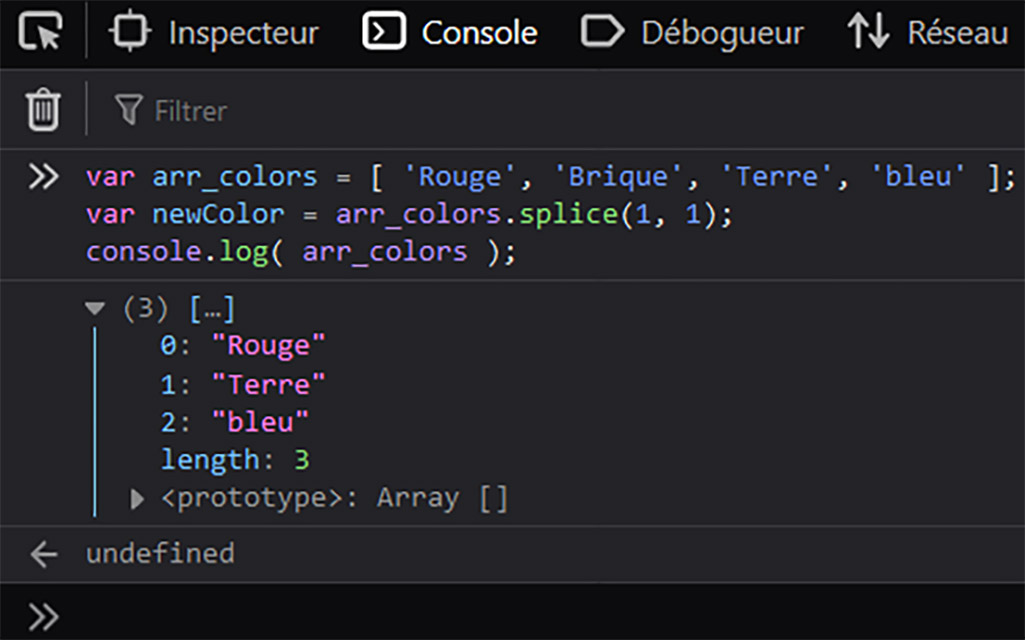 Inspecteur Console Débogueur Réseau
Filtrer
var arr_colors = [ 'Rouge', 'Brique', 'Terre', 'bleu' ];
var newColor = arr_colors.splice(1, 1);
console.log( arr_colors );
(3) […]
0: "Rouge"
1: "Terre"
2: "bleu"
length: 3
<prototype>: Array []
undefined